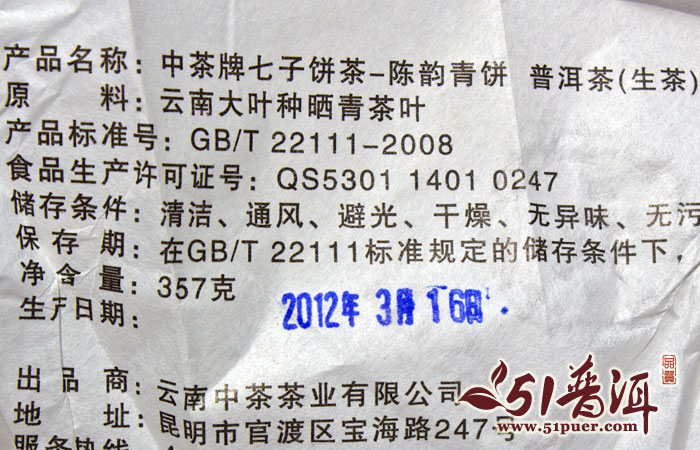 产品名称：中茶牌七子饼茶-陈韵青饼 普洱茶(生茶)
原 料：云南大叶种晒青茶叶
产品标准号：GB/T 22111-2008
食品生产许可证号：QS5301 1401 0247
储存条件：清洁、通风、避光、干燥、无异味、无污
保 存 期：在GB/T 22111标准规定的储存条件下，
净 含 量：357克
生产日期：2012年 3月 16日
出 品 商：云南中茶茶业有限公司
地 址：昆明市官渡区宝海路247号
服务热线
品翼
51普洱
www.51puer.com